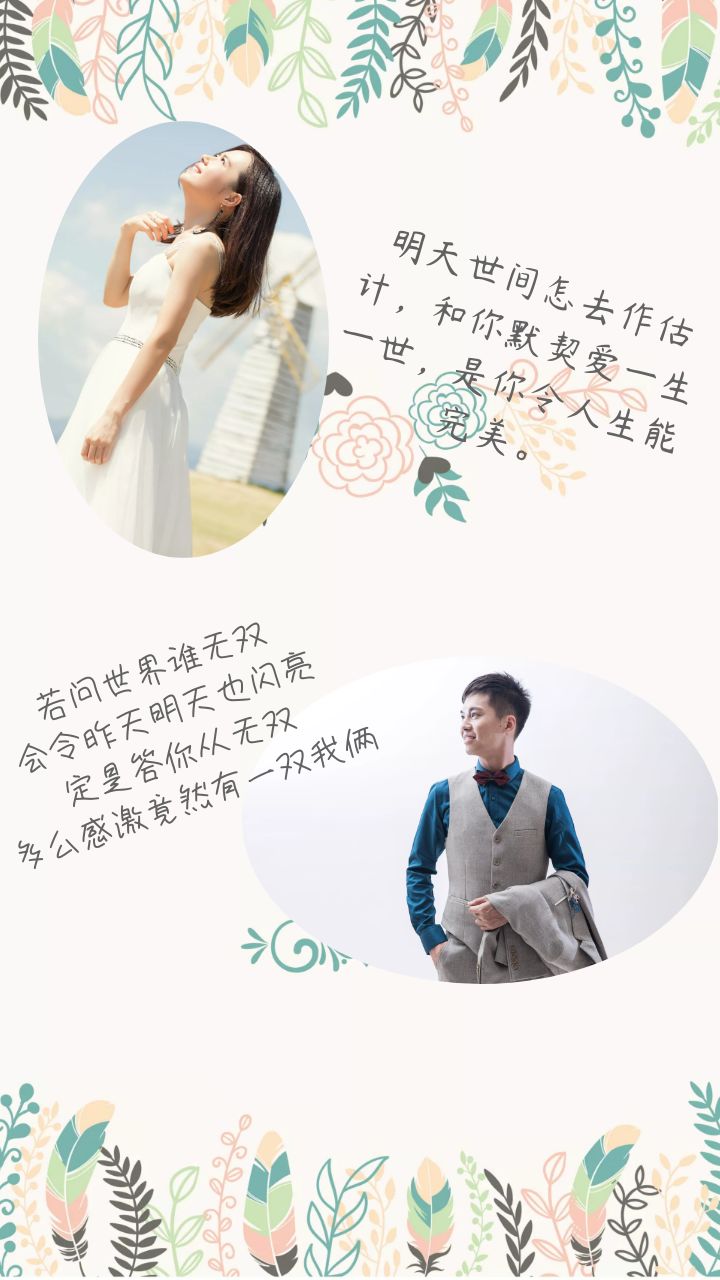 明天世间怎去作估
计，和你默契爱一生
一世，是你令人生能
完美。
若问世界谁无双
会令昨天明天也闪亮
定是答你从无双
多么感激竟然有一双我俩